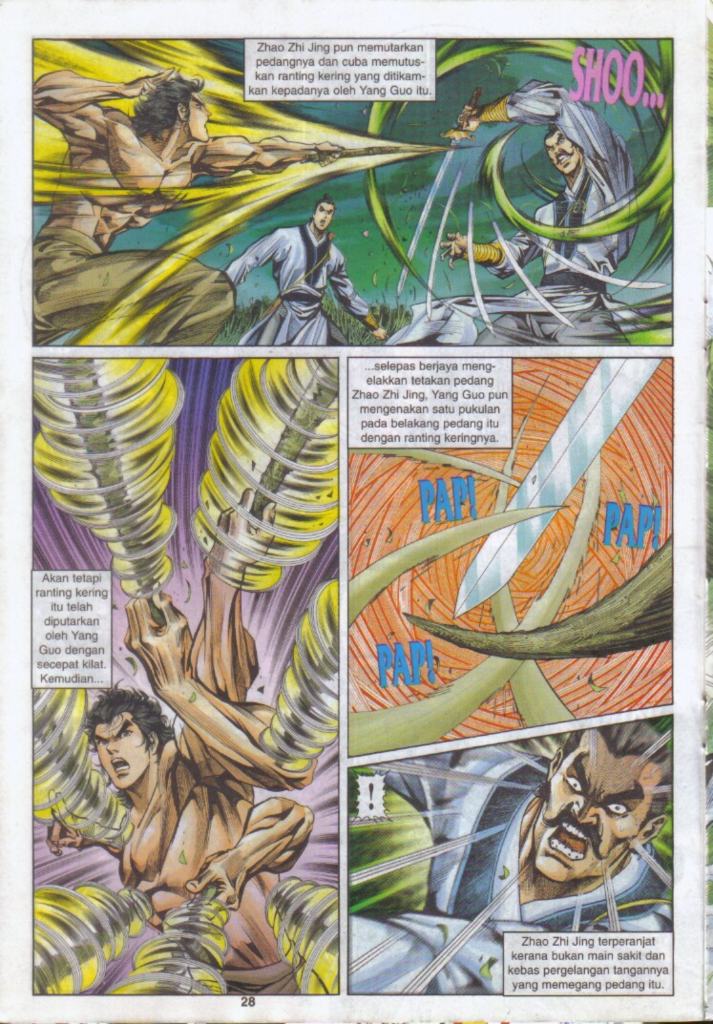 Zhao Zhi Jing pun memutarkan
pedangnya dan cuba memutus-
kan ranting kering yang ditikam-
kan kepadanya oleh Yang Guo itu.
SHOO...
Akan tetapi
ranting kering
itu telah
diputarkan
oleh Yang
Guo dengan
secepat kilat.
Kemudian...
...selepas berjaya meng-
elakkan tetakan pedang
Zhao Zhi Jing, Yang Guo pun
mengenakan satu pukulan
pada belakang pedang itu
dengan ranting keringnya.
PAP!
PAP!
PAP!
!
Zhao Zhi Jing terperanjat
kerana bukan main sakit dan
kebas pergelangan tangannya
yang memegang pedang itu.
28